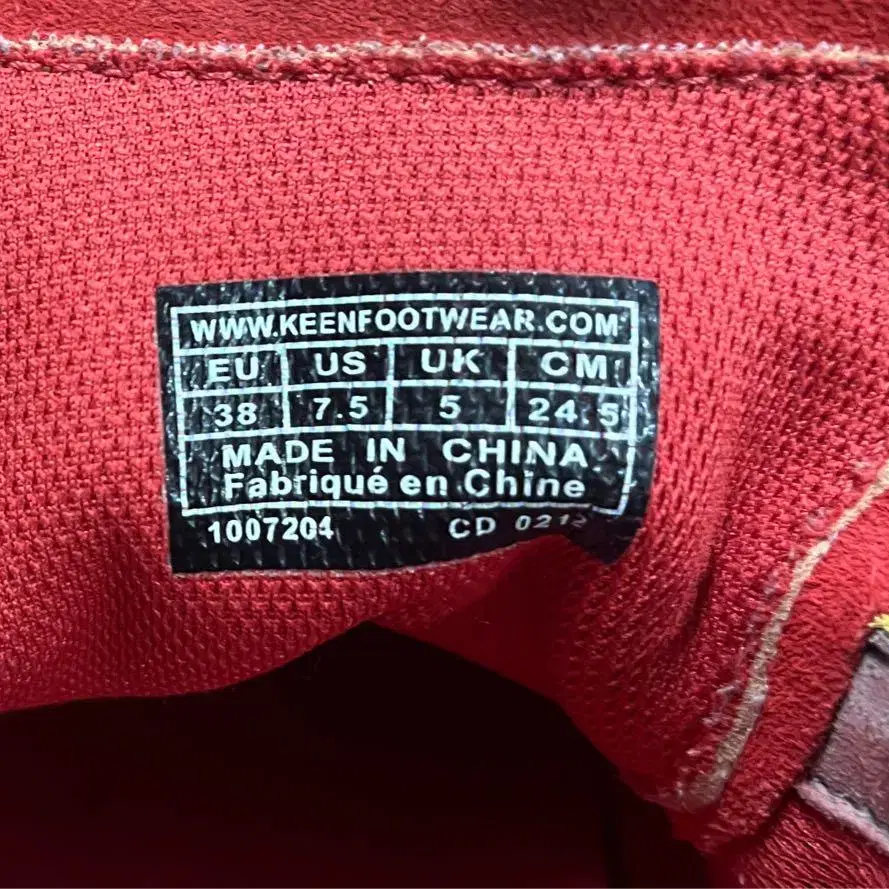 WWW.KEENFOOTWEAR.COM
EU US UK CM
38 7.5 5 24.5
MADE IN CHINA
Fabriqué en Chine
1007204 CD 0212